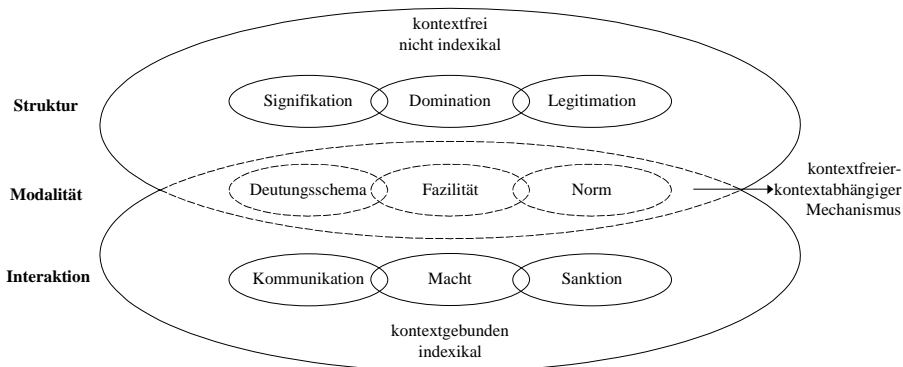 kontextfrei
nicht indexikal
Struktur
Signifikation
Domination
Legitimation
Modalität
Deutungsschema
Fazilität
Norm
kontextfreier-
kontextabhängiger
Mechanismus
Interaktion
Kommunikation
Macht
Sanktion
kontextgebunden
indexikal